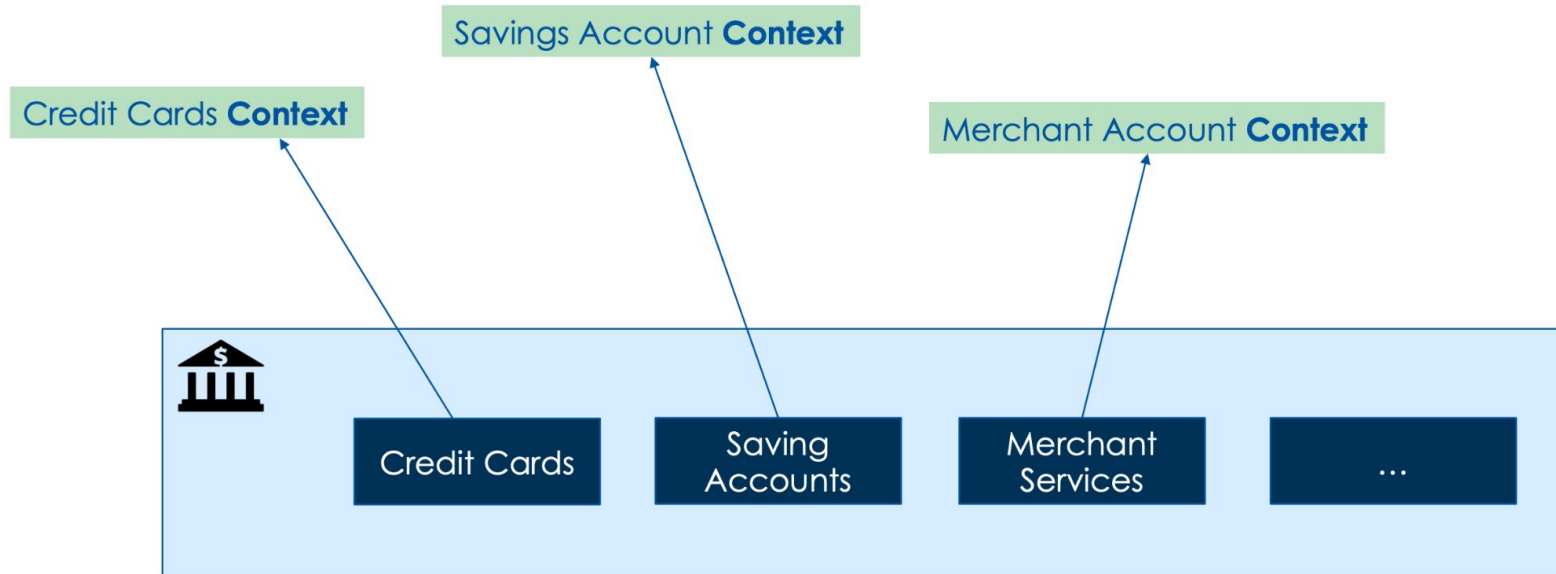 Savings Account Context
Credit Cards Context
Merchant Account Context
$
Credit Cards
Saving
Accounts
Merchant
Services
...